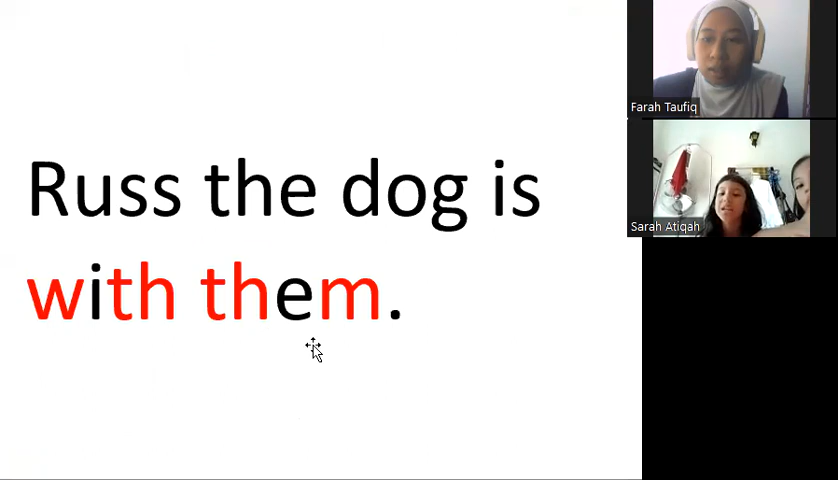 Russ the dog is
with them.
Farah Taufiq
Sarah Atiqah